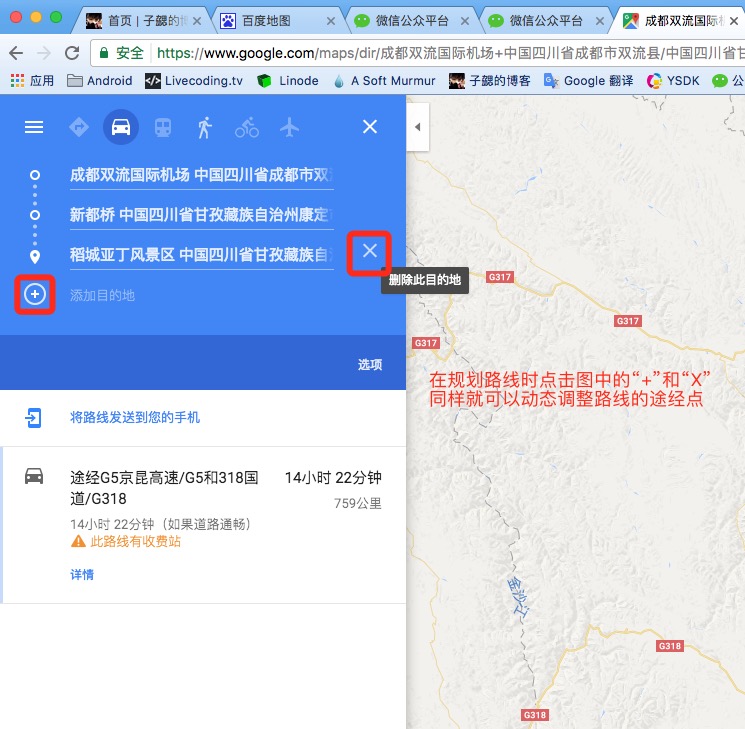 首页 | 子勰的博
百度地图
微信公众平台
微信公众平台
成都双流国际机
安全 https://www.google.com/maps/dir/成都双流国际机场+中国四川省成都市双流县/中国四川省甘
应用 Android Livecoding.tv Linode A Soft Murmur 子勰的博客 Google 翻译 YSDK 公
成都双流国际机场 中国四川省成都市双
新都桥 中国四川省甘孜藏族自治州康定
稻城亚丁风景区 中国四川省甘孜藏族自
删除此目的地
添加目的地
选项
将路线发送到您的手机
途经G5京昆高速/G5和318国道/G318
14小时 22分钟
759公里
14小时 22分钟（如果道路通畅）
此路线有收费站
详情
G317
G317
G317
在规划路线时点击图中的“+”和“X”
同样就可以动态调整路线的途经点
金沙江
G318
G318